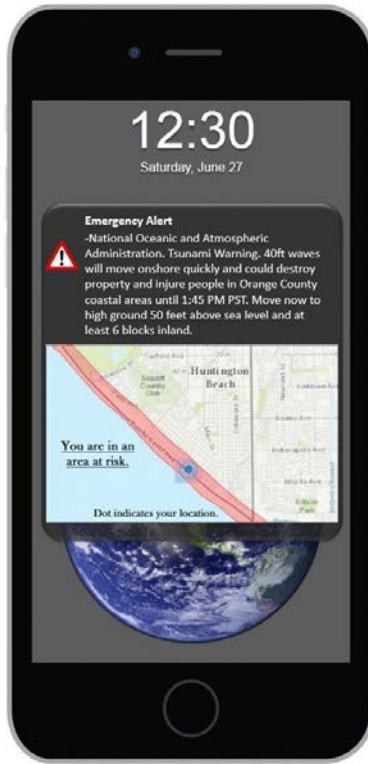 12:30
Saturday, June 27
Emergency Alert
-National Oceanic and Atmospheric
Administration. Tsunami Warning. 40ft waves
will move onshore quickly and could destroy
property and injure people in Orange County
coastal areas until 1:45 PM PST. Move now to
high ground 50 feet above sea level and at
least 6 blocks inland.
Huntington
Beach
Seacliff
Country
Club
You are in an
area at risk.
Dot indicates your location.